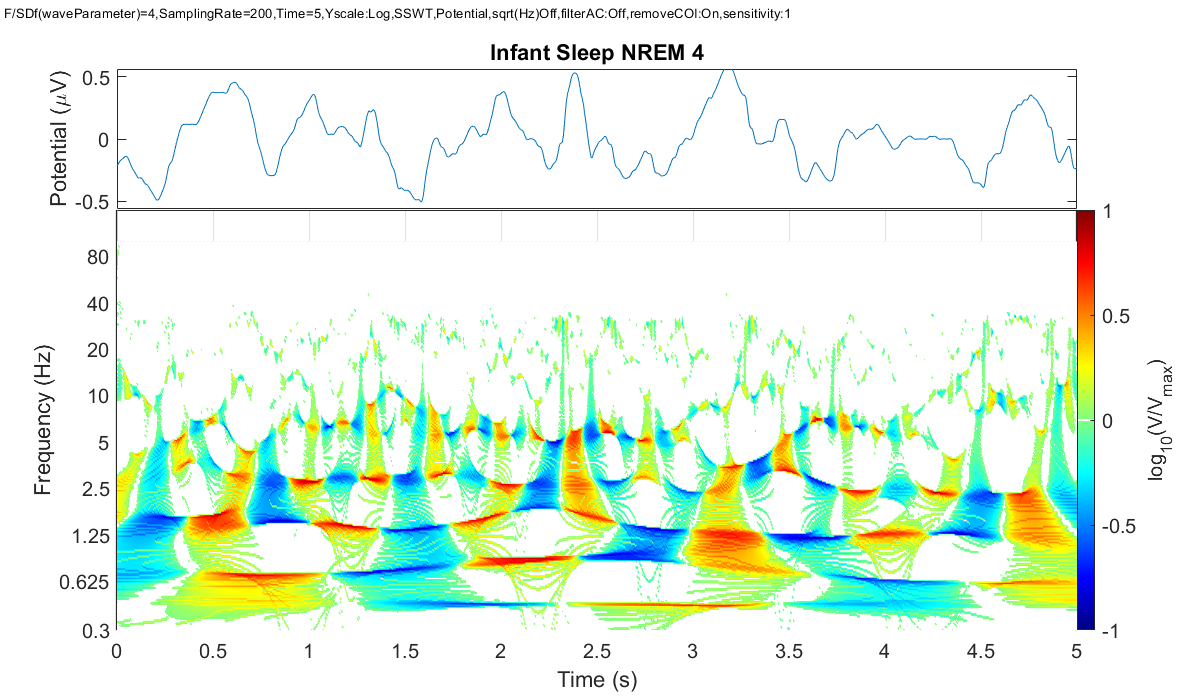 F/SDf(waveParameter)=4,SamplingRate=200,Time=5,Yscale:Log,SSWT,Potential,sqrt(Hz)Off,filterAC:Off,removeCOI:On,sensitivity:1
Infant Sleep NREM 4
Potential (μV)
0.5
0
-0.5
Frequency (Hz)
80
40
20
10
5
2.5
1.25
0.625
0.3
0 0.5 1 1.5 2 2.5 3 3.5 4 4.5 5
Time (s)
1
0.5
0
-0.5
-1
log10(V/Vmax)